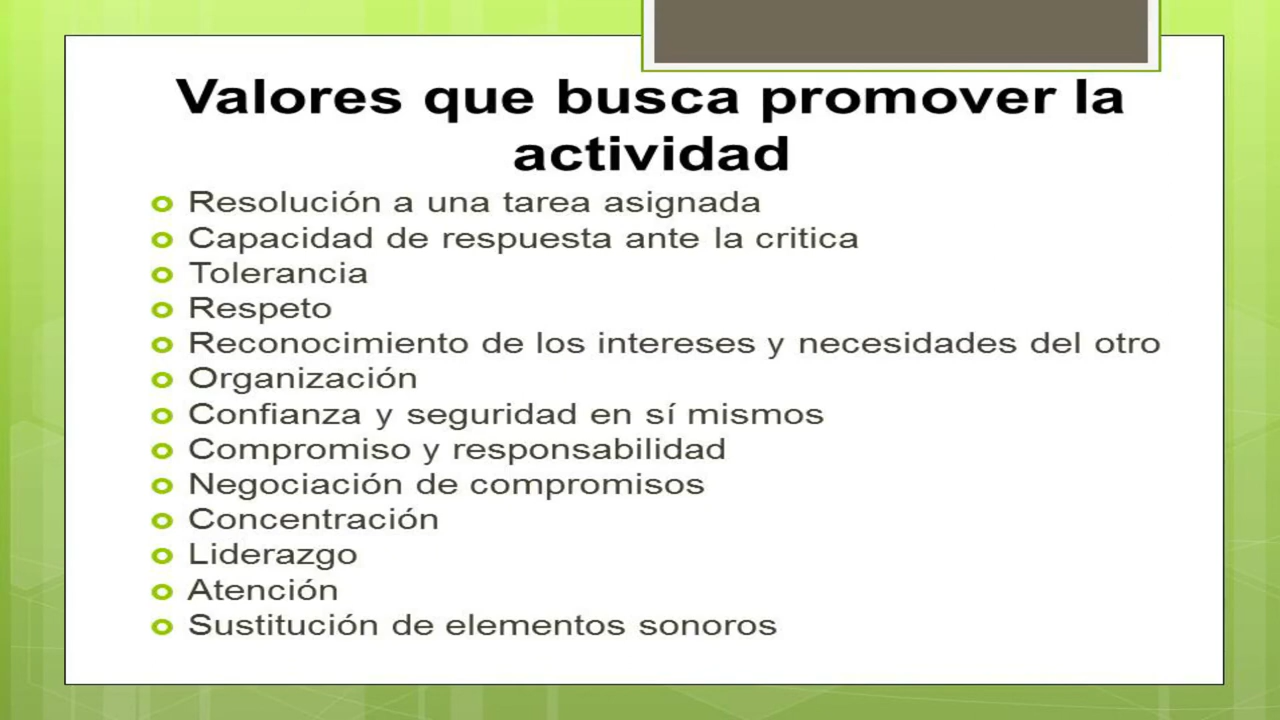 Valores que busca promover la
actividad
Resolución a una tarea asignada
Capacidad de respuesta ante la critica
Tolerancia
Respeto
Reconocimiento de los intereses y necesidades del otro
Organización
Confianza y seguridad en sí mismos
Compromiso y responsabilidad
Negociación de compromisos
Concentración
Liderazgo
Atención
Sustitución de elementos sonoros